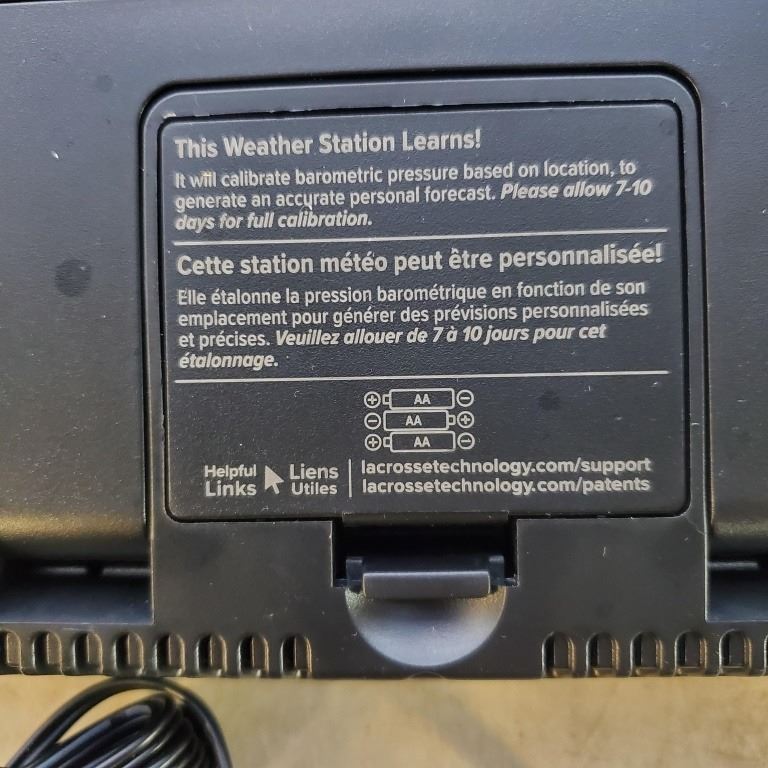 This Weather Station Learns!
It will calibrate barometric pressure based on location, to
generate an accurate personal forecast. Please allow 7-10
days for full calibration.
Cette station météo peut être personnalisée!
Elle étalonne la pression barométrique en fonction de son
emplacement pour générer des prévisions personnalisées
et précises. Veuillez allouer de 7 à 10 jours pour cet
étalonnage.
⊕ AA ⊖
⊖ AA ⊕
⊕ AA ⊖
Helpful Liens lacrossetechnology.com/support
Links Utiles lacrossetechnology.com/patents